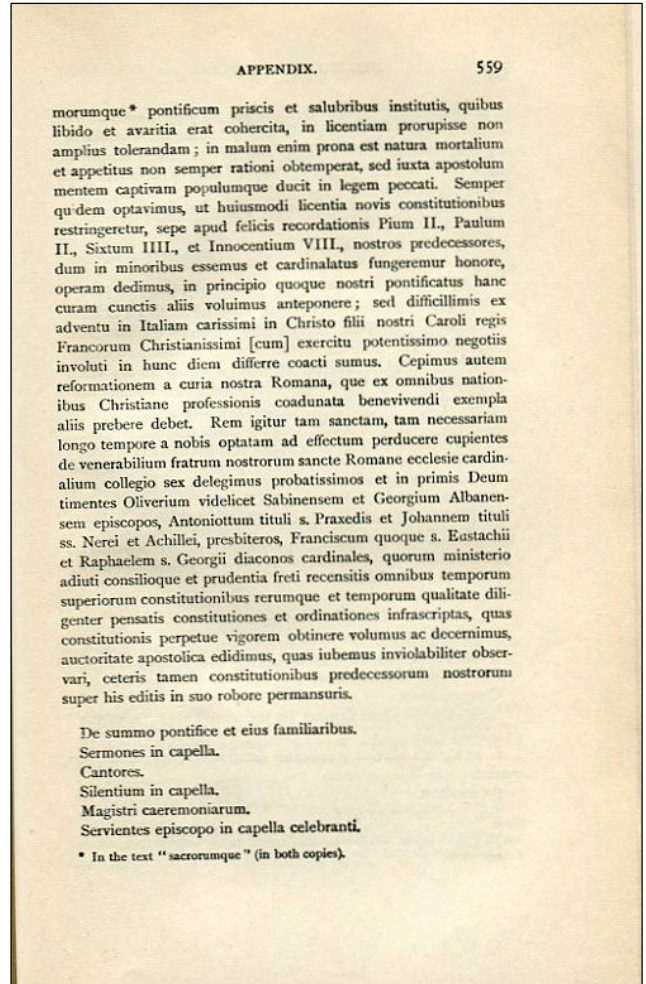 APPENDIX. 559
morumque* pontificum priscis et salubribus institutis, quibus
libido et avaritia erat cohercita, in licentiam prorupisse non
amplius tolerandam; in malum enim prona est natura mortalium
et appetitus non semper rationi obtemperat, sed iuxta apostolum
mentem captivam populumque ducit in legem peccati. Semper
qu dem optavimus, ut huiusmodi licentia novis constitutionibus
restringeretur, sepe apud felicis recordationis Pium II., Paulum
II., Sixtum IIII., et Innocentium VIII., nostros predecessores,
dum in minoribus essemus et cardinalatus fungeremur honore,
operam dedimus, in principio quoque nostri pontificatus hanc
curam cunctis aliis voluimus anteponere; sed difficillimis ex
adventu in Italiam carissimi in Christo filii nostri Caroli regis
Francorum Christianissimi [cum] exercitu potentissimo negotiis
involuti in hunc diem differre coacti sumus. Cepimus autem
reformationem a curia nostra Romana, que ex omnibus nation-
ibus Christiane professionis coadunata benevivendi exempla
aliis prebere debet. Rem igitur tam sanctam, tam necessariam
longo tempore a nobis optatam ad effectum perducere cupientes
de venerabilium fratrum nostrorum sancte Romane ecclesie cardin-
alium collegio sex delegimus probatissimos et in primis Deum
timentes Oliverium videlicet Sabinensem et Georgium Albanen-
sem episcopos, Antoniottum tituli s. Praxedis et Johannem tituli
ss. Nerei et Achillei, presbiteros, Franciscum quoque s. Eustachii
et Raphaelem s. Georgii diaconos cardinales, quorum ministerio
adiuti consilioque et prudentia freti recensitis omnibus temporum
superiorum constitutionibus rerumque et temporum qualitate dili-
genter pensatis constitutiones et ordinationes infrascriptas, quas
constitutionis perpetue vigorem obtinere volumus ac decernimus,
auctoritate apostolica edidimus, quas iubemus inviolabiliter obser-
vari, ceteris tamen constitutionibus predecessorum nostrorum
super his editis in suo robore permansuris.
De summo pontifice et eius familiaribus.
Sermones in capella.
Cantores.
Silentium in capella.
Magistri caeremoniarum.
Servientes episcopo in capella celebranti.
* In the text "sacrorumque" (in both copies).